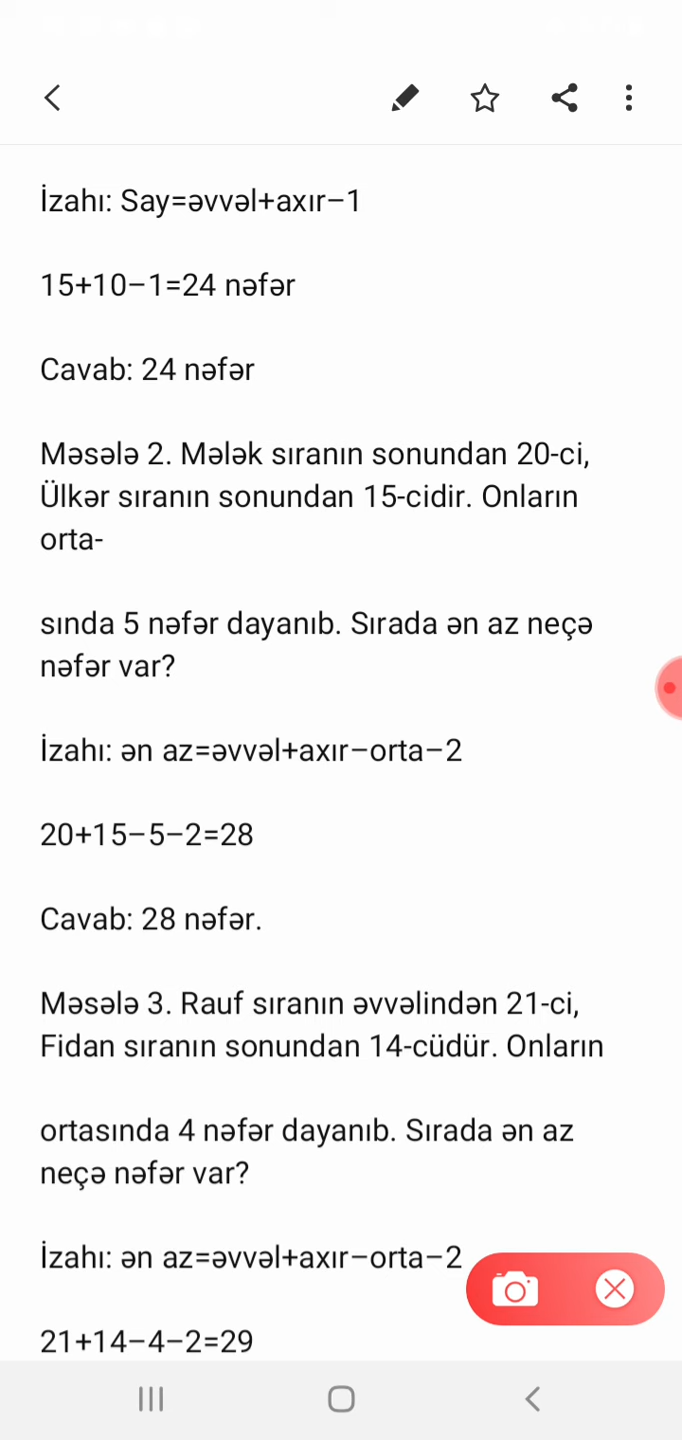 İzahı: Say=əvvəl+axır−1
15+10−1=24 nəfər
Cavab: 24 nəfər
Məsələ 2. Mələk sıranın sonundan 20-ci,
Ülkər sıranın sonundan 15-cidir. Onların
orta-
sında 5 nəfər dayanıb. Sırada ən az neçə
nəfər var?
İzahı: ən az=əvvəl+axır−orta−2
20+15−5−2=28
Cavab: 28 nəfər.
Məsələ 3. Rauf sıranın əvvəlindən 21-ci,
Fidan sıranın sonundan 14-cüdür. Onların
ortasında 4 nəfər dayanıb. Sırada ən az
neçə nəfər var?
İzahı: ən az=əvvəl+axır−orta−2
21+14−4−2=29